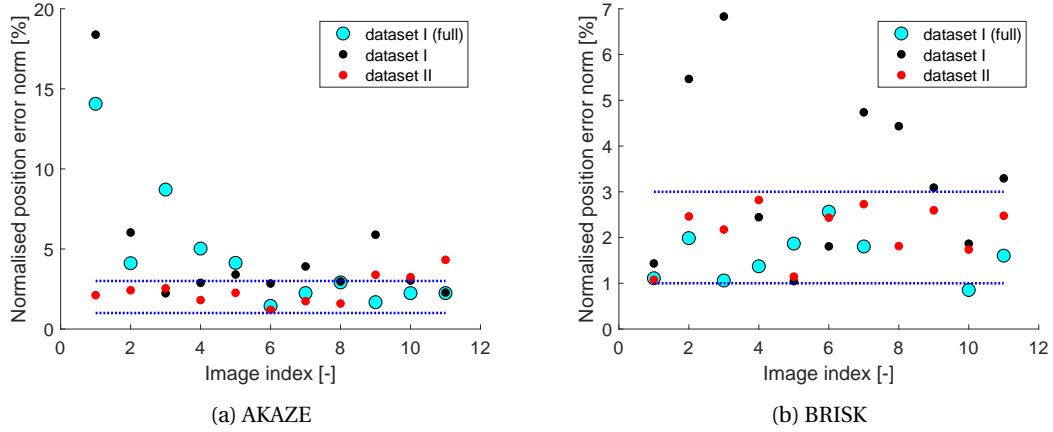 Normalised position error norm [%]
20
15
10
5
0
0
2
4
6
8
10
12
Image index [-]
dataset I (full)
dataset I
dataset II
(a) AKAZE
Normalised position error norm [%]
7
6
5
4
3
2
1
0
0
2
4
6
8
10
12
Image index [-]
dataset I (full)
dataset I
dataset II
(b) BRISK